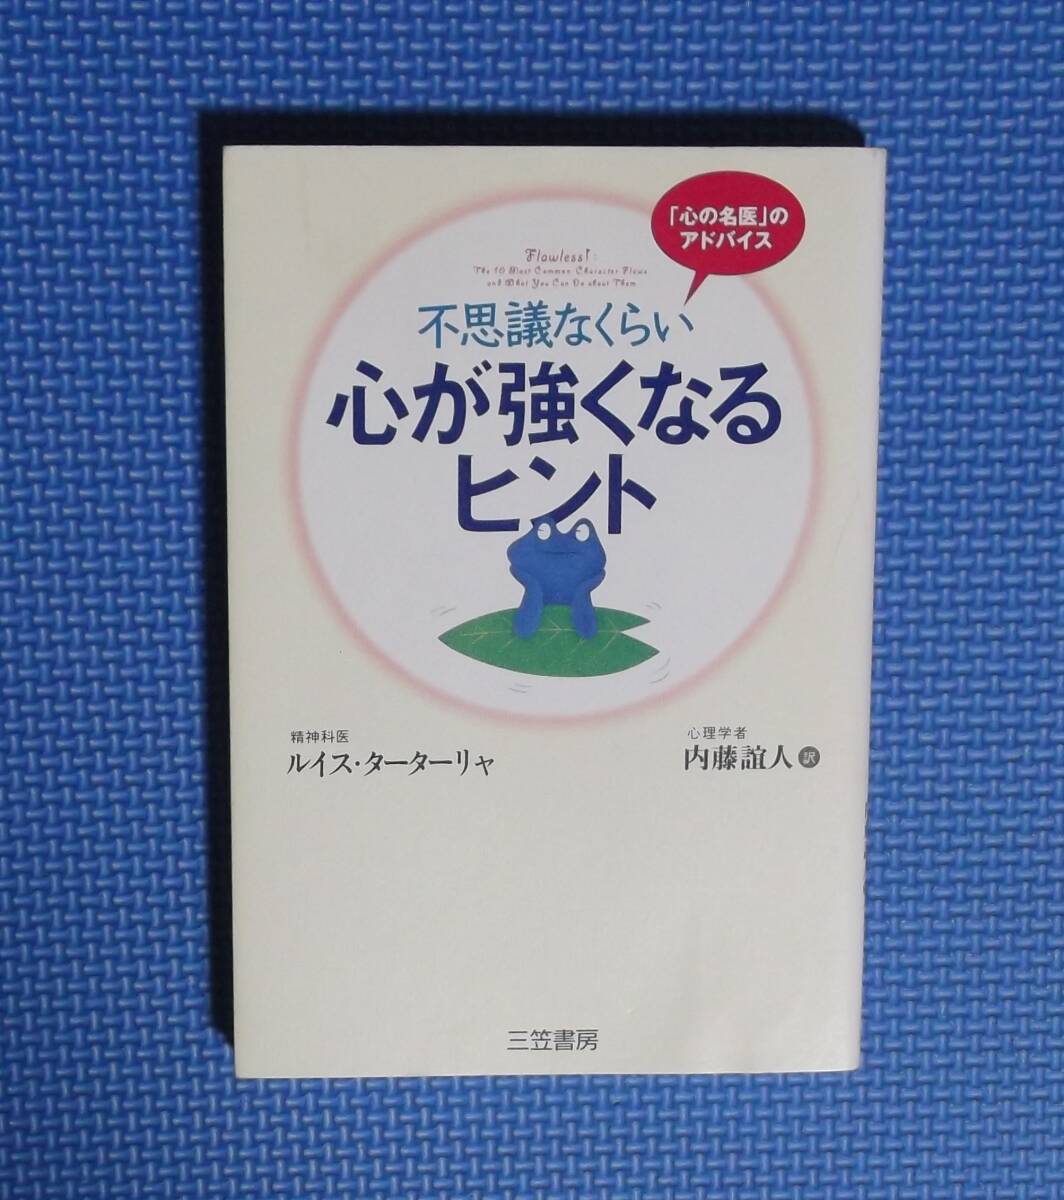 「心の名医」の
アドバイス
Flawless!:
The 10 Most Common Character Flaws
and What You Can Do about Them
不思議なくらい
心が強くなる
ヒント
精神科医
ルイス・ターターリャ
心理学者
内藤誼人 訳
三笠書房